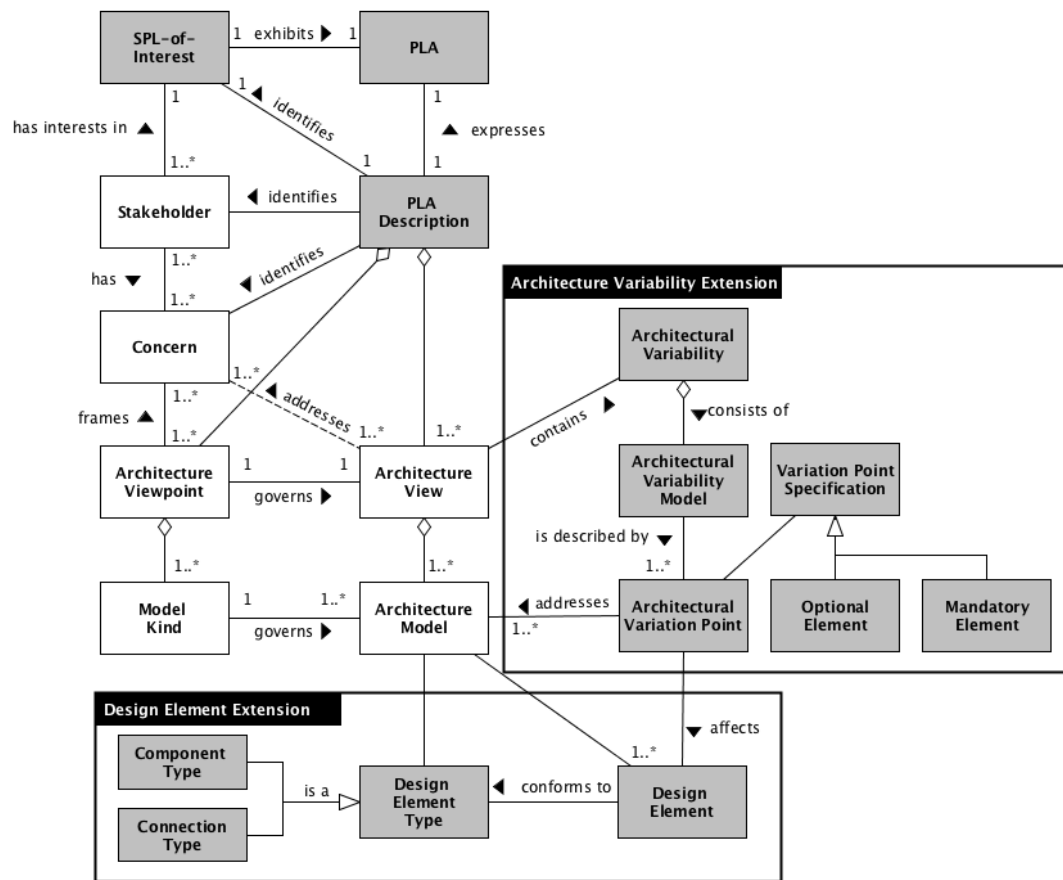 SPL-of-
Interest
1 exhibits 1
PLA
1
1
identifies
1
1
has interests in
expresses
1..*
1
Stakeholder
identifies
PLA
Description
1..*
has
identifies
1..*
Architecture Variability Extension
Concern
Architectural
Variability
1..*
1..*
addresses
frames
contains
consists of
1..*
1..*
1..*
Architecture
Viewpoint
1
1
governs
Architecture
View
Architectural
Variability
Model
Variation Point
Specification
is described by
1..*
1..*
1..*
Model
Kind
1
1..*
governs
Architecture
Model
addresses
1..*
Architectural
Variation Point
Optional
Element
Mandatory
Element
Design Element Extension
affects
1..*
Component
Type
is a
Design
Element
Type
conforms to
Design
Element
Connection
Type